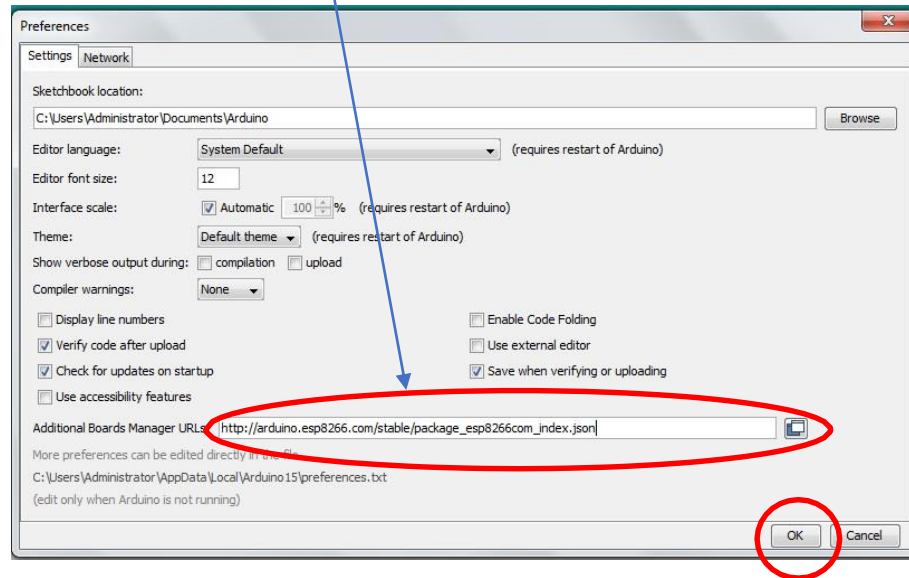 Preferences
Settings Network
Sketchbook location:
C:\Users\Administrator\Documents\Arduino Browse
Editor language: System Default (requires restart of Arduino)
Editor font size: 12
Interface scale: Automatic 100 % (requires restart of Arduino)
Theme: Default theme (requires restart of Arduino)
Show verbose output during: compilation upload
Compiler warnings: None
Display line numbers Enable Code Folding
Verify code after upload Use external editor
Check for updates on startup Save when verifying or uploading
Use accessibility features
Additional Boards Manager URLs: http://arduino.esp8266.com/stable/package_esp8266com_index.json
More preferences can be edited directly in the file
C:\Users\Administrator\AppData\Local\Arduino15\preferences.txt
(edit only when Arduino is not running)
OK Cancel